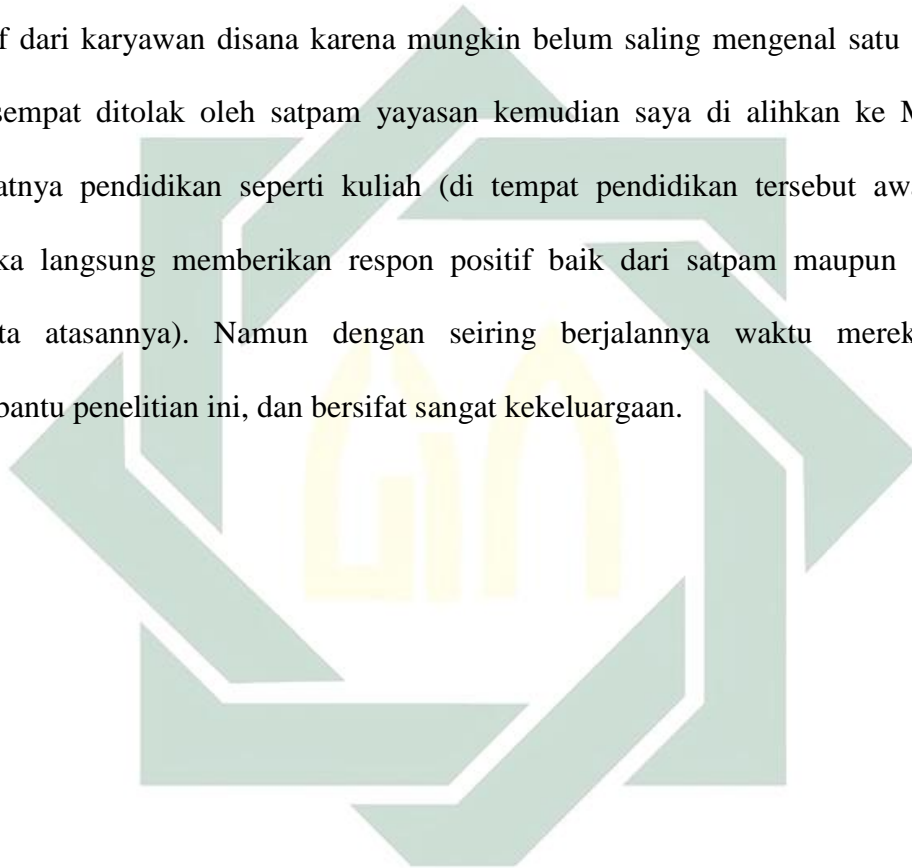 f dari karyawan disana karena mungkin belum saling mengenal satu
sempat ditolak oleh satpam yayasan kemudian saya di alihkan ke M
atnya pendidikan seperti kuliah (di tempat pendidikan tersebut awa
ka langsung memberikan respon positif baik dari satpam maupun
ta atasannya). Namun dengan seiring berjalannya waktu merek
bantu penelitian ini, dan bersifat sangat kekeluargaan.